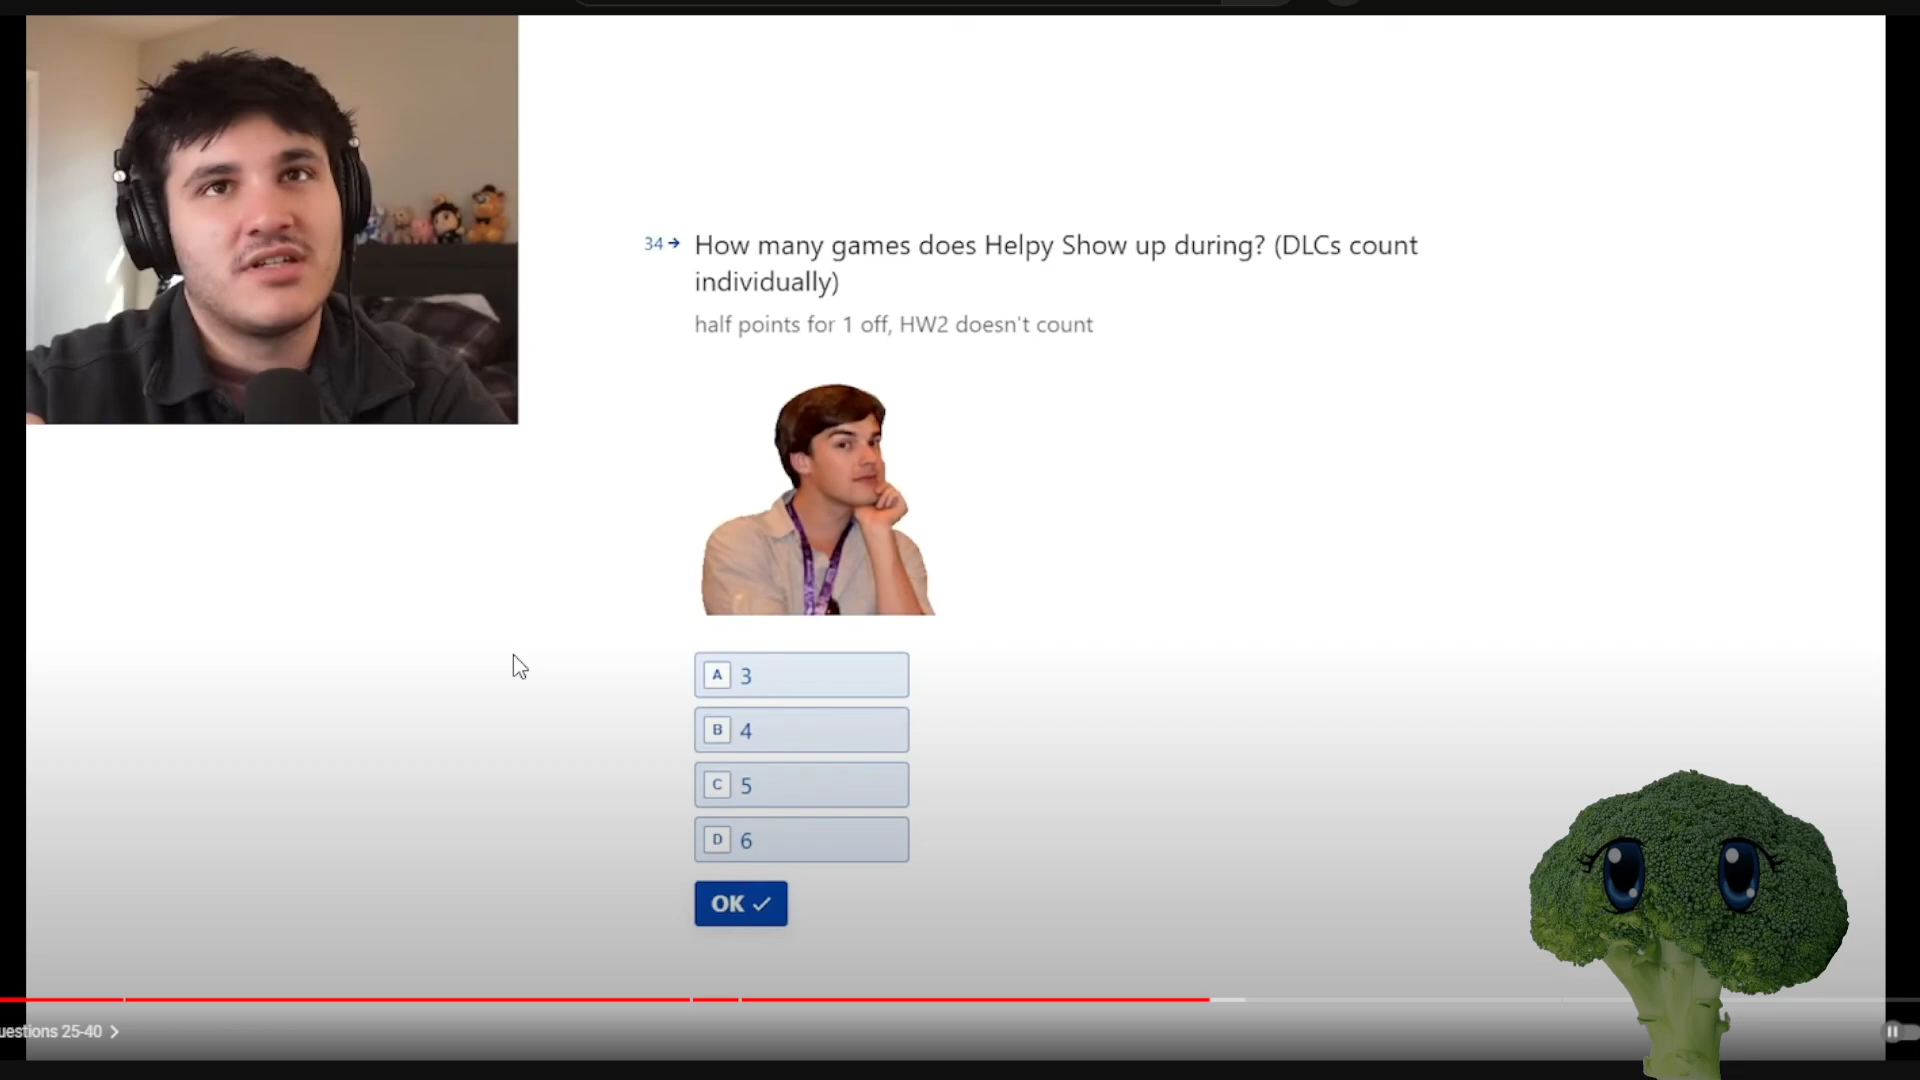 34 → How many games does Helpy Show up during? (DLCs count
individually)
half points for 1 off, HW2 doesn't count
A 3
B 4
C 5
D 6
OK ✓
uestions 25-40 >